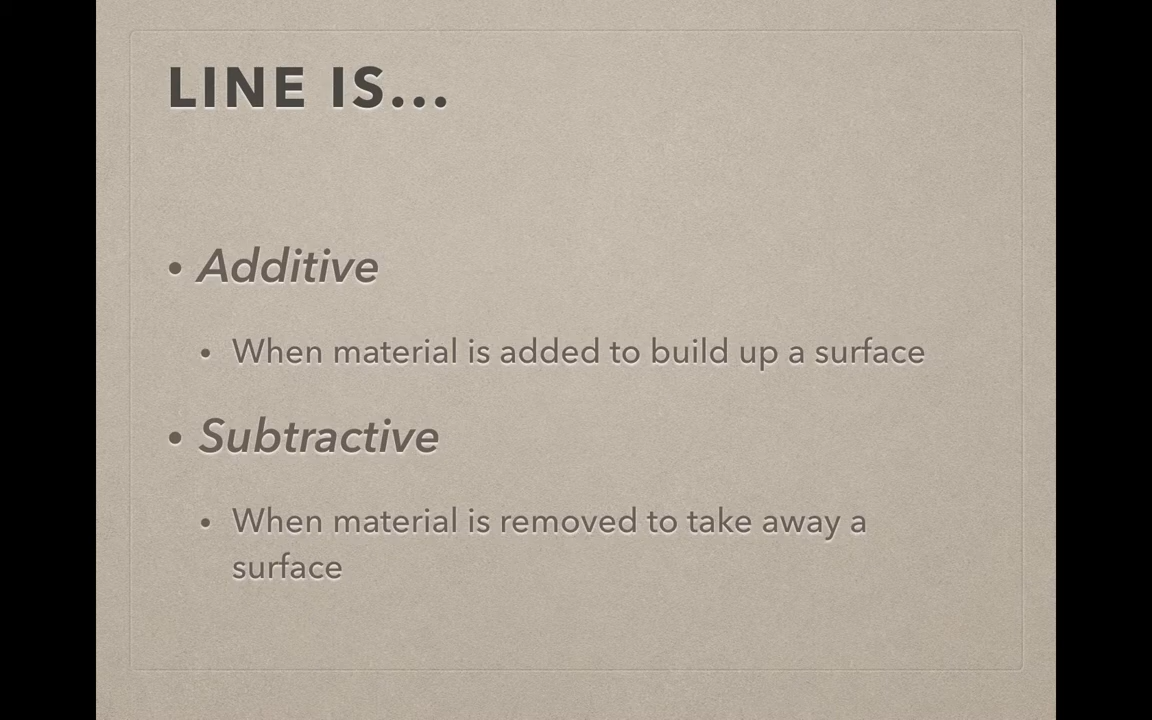 LINE IS...
• Additive
• When material is added to build up a surface
• Subtractive
• When material is removed to take away a
surface